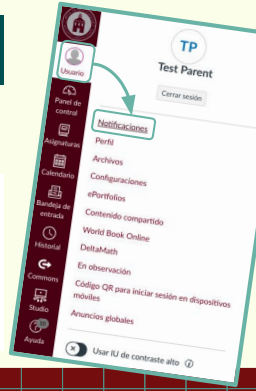 Usuario
Panel de
control
Asignaturas
Calendario
Bandeja de
entrada
Historial
Commons
Studio
Ayuda
TP
Test Parent
Cerrar sesión
Notificaciones
Perfil
Archivos
Configuraciones
ePortfolios
Contenido compartido
World Book Online
DeltaMath
En observación
Código QR para iniciar sesión en dispositivos
móviles
Anuncios globales
Usar IU de contraste alto